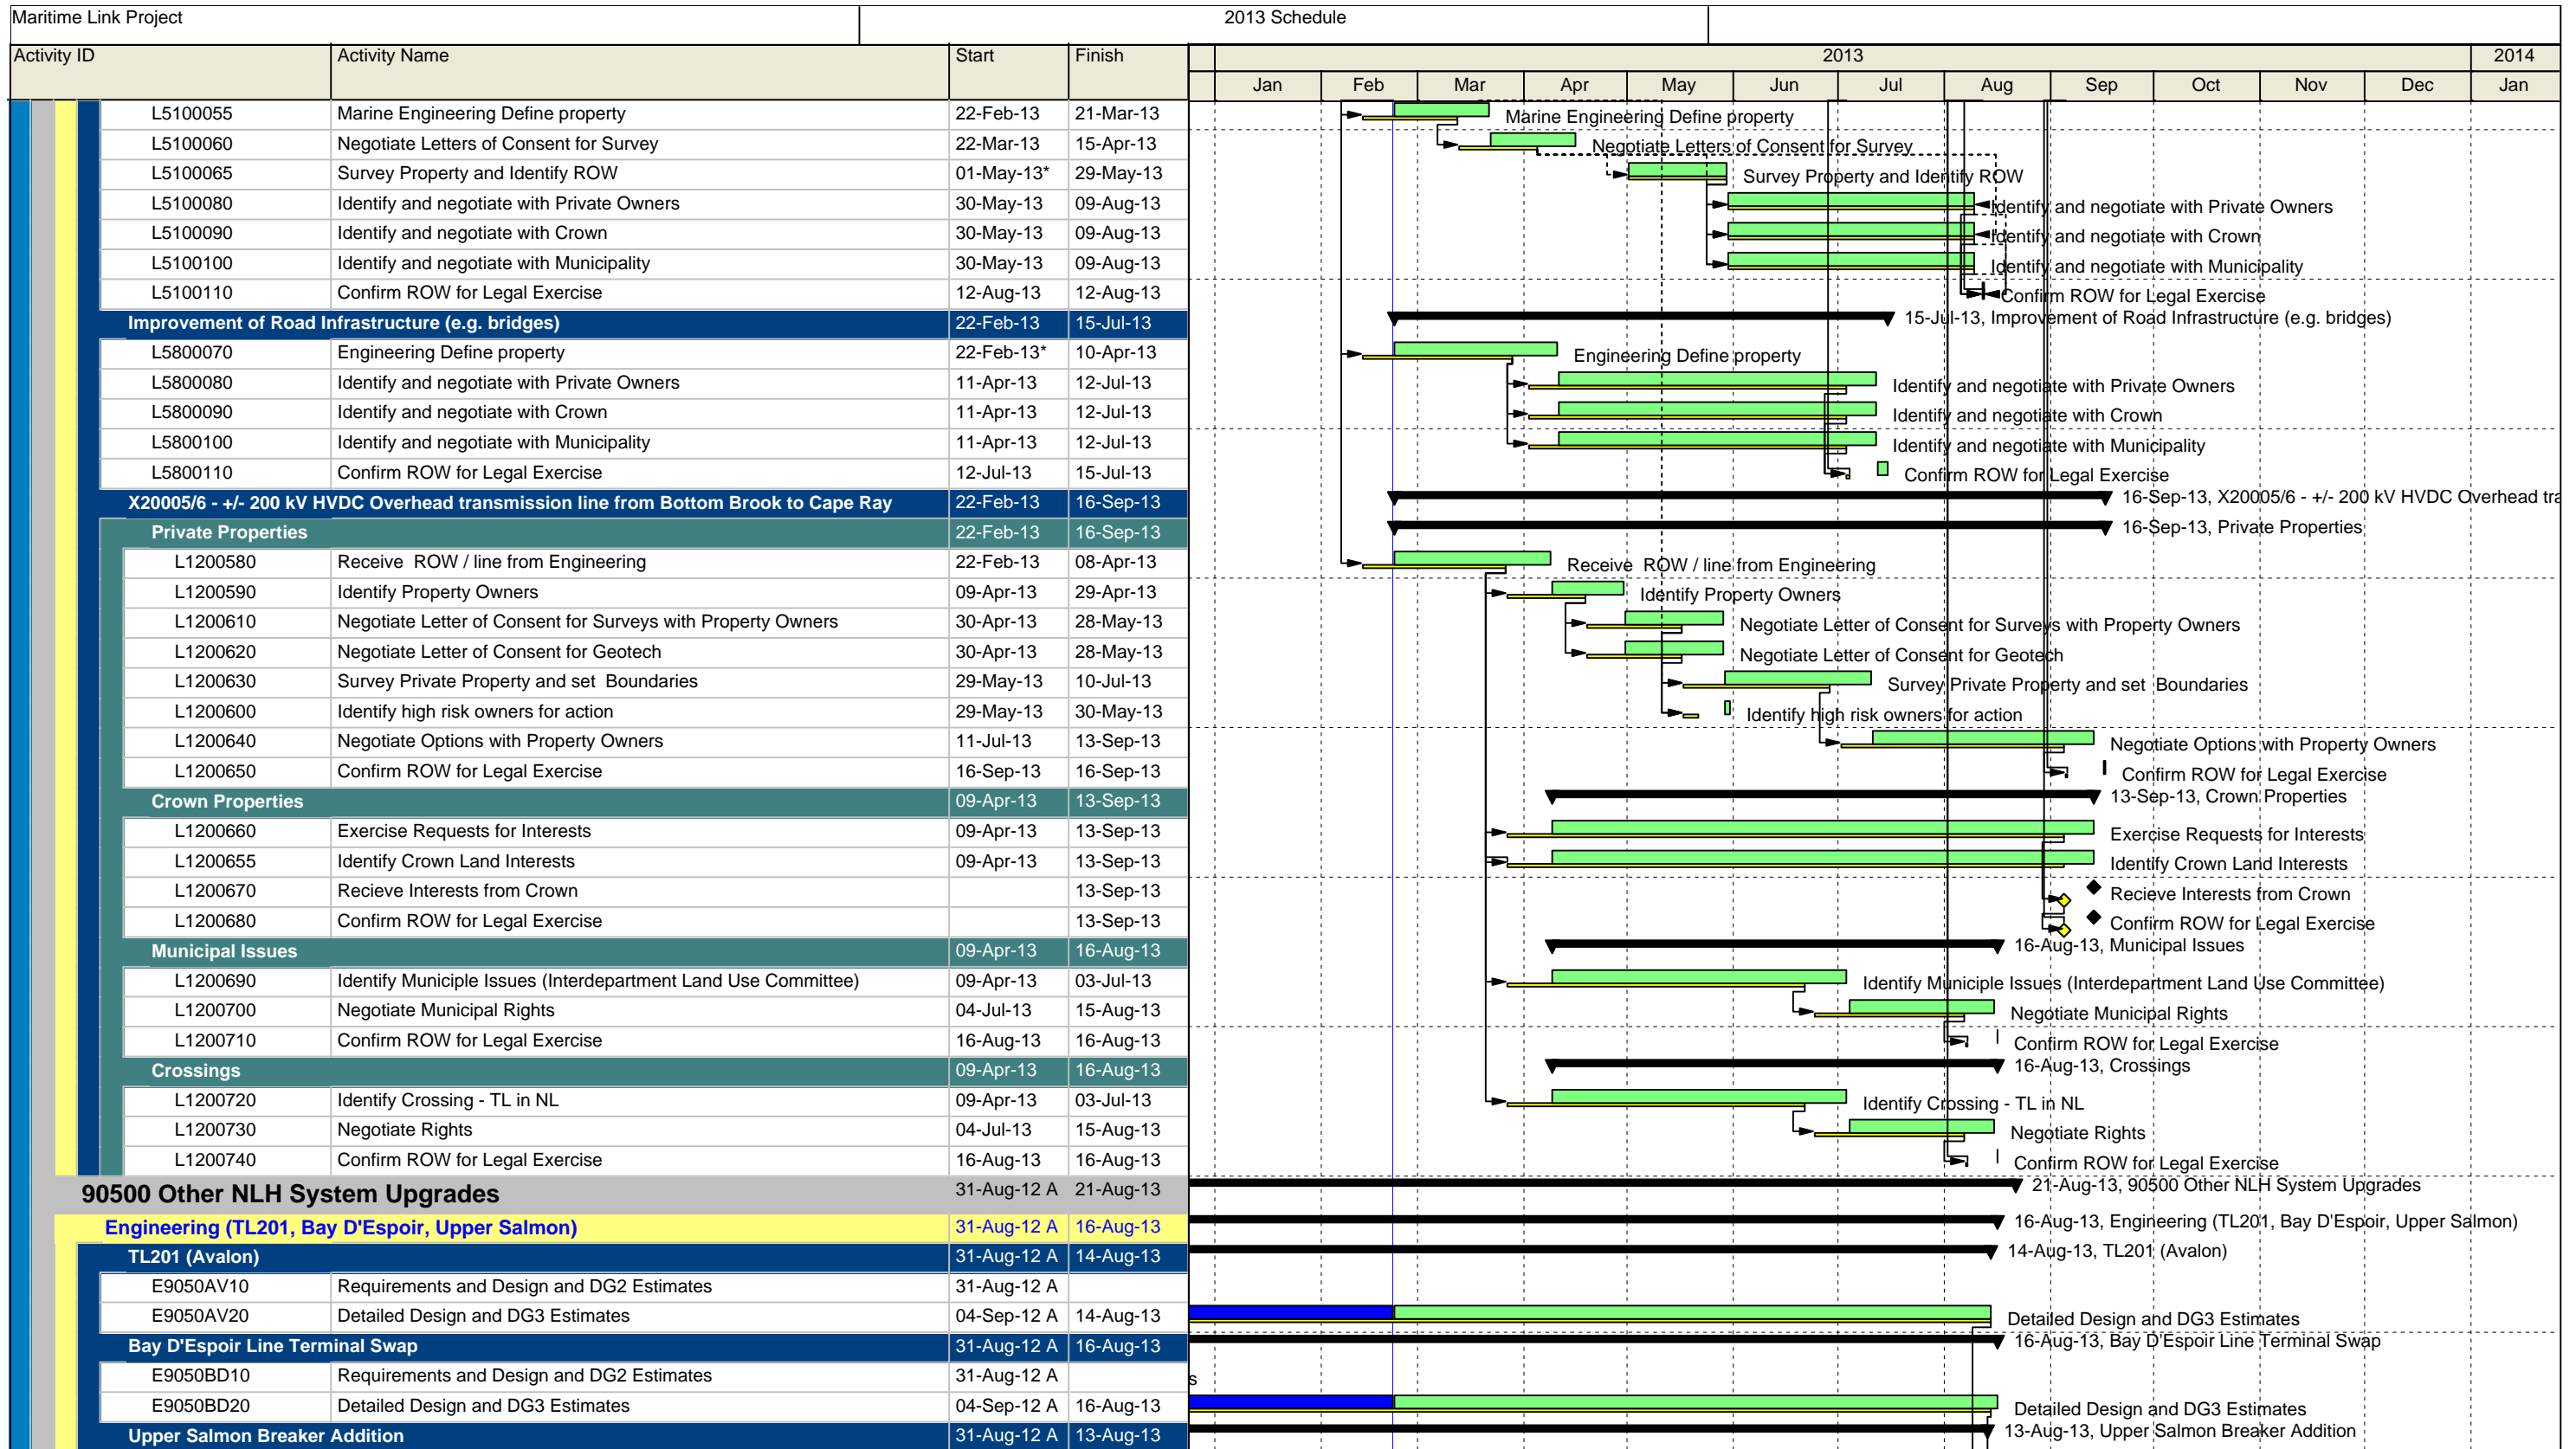 Maritime Link Project 2013 Schedule
Activity ID Activity Name Start Finish 2013 2014
Jan Feb Mar Apr May Jun Jul Aug Sep Oct Nov Dec Jan
L5100055 Marine Engineering Define property 22-Feb-13 21-Mar-13 Marine Engineering Define property
L5100060 Negotiate Letters of Consent for Survey 22-Mar-13 15-Apr-13 Negotiate Letters of Consent for Survey
L5100065 Survey Property and Identify ROW 01-May-13* 29-May-13 Survey Property and Identify ROW
L5100080 Identify and negotiate with Private Owners 30-May-13 09-Aug-13 Identify and negotiate with Private Owners
L5100090 Identify and negotiate with Crown 30-May-13 09-Aug-13 Identify and negotiate with Crown
L5100100 Identify and negotiate with Municipality 30-May-13 09-Aug-13 Identify and negotiate with Municipality
L5100110 Confirm ROW for Legal Exercise 12-Aug-13 12-Aug-13 Confirm ROW for Legal Exercise
Improvement of Road Infrastructure (e.g. bridges) 22-Feb-13 15-Jul-13 15-Jul-13, Improvement of Road Infrastructure (e.g. bridges)
L5800070 Engineering Define property 22-Feb-13* 10-Apr-13 Engineering Define property
L5800080 Identify and negotiate with Private Owners 11-Apr-13 12-Jul-13 Identify and negotiate with Private Owners
L5800090 Identify and negotiate with Crown 11-Apr-13 12-Jul-13 Identify and negotiate with Crown
L5800100 Identify and negotiate with Municipality 11-Apr-13 12-Jul-13 Identify and negotiate with Municipality
L5800110 Confirm ROW for Legal Exercise 12-Jul-13 15-Jul-13 Confirm ROW for Legal Exercise
X20005/6 - +/- 200 kV HVDC Overhead transmission line from Bottom Brook to Cape Ray 22-Feb-13 16-Sep-13 16-Sep-13, X20005/6 - +/- 200 kV HVDC Overhead tra
Private Properties 22-Feb-13 16-Sep-13 16-Sep-13, Private Properties
L1200580 Receive ROW / line from Engineering 22-Feb-13 08-Apr-13 Receive ROW / line from Engineering
L1200590 Identify Property Owners 09-Apr-13 29-Apr-13 Identify Property Owners
L1200610 Negotiate Letter of Consent for Surveys with Property Owners 30-Apr-13 28-May-13 Negotiate Letter of Consent for Surveys with Property Owners
L1200620 Negotiate Letter of Consent for Geotech 30-Apr-13 28-May-13 Negotiate Letter of Consent for Geotech
L1200630 Survey Private Property and set Boundaries 29-May-13 10-Jul-13 Survey Private Property and set Boundaries
L1200600 Identify high risk owners for action 29-May-13 30-May-13 Identify high risk owners for action
L1200640 Negotiate Options with Property Owners 11-Jul-13 13-Sep-13 Negotiate Options with Property Owners
L1200650 Confirm ROW for Legal Exercise 16-Sep-13 16-Sep-13 Confirm ROW for Legal Exercise
Crown Properties 09-Apr-13 13-Sep-13 13-Sep-13, Crown Properties
L1200660 Exercise Requests for Interests 09-Apr-13 13-Sep-13 Exercise Requests for Interests
L1200655 Identify Crown Land Interests 09-Apr-13 13-Sep-13 Identify Crown Land Interests
L1200670 Recieve Interests from Crown 13-Sep-13 Recieve Interests from Crown
L1200680 Confirm ROW for Legal Exercise 13-Sep-13 Confirm ROW for Legal Exercise
Municipal Issues 09-Apr-13 16-Aug-13 16-Aug-13, Municipal Issues
L1200690 Identify Municiple Issues (Interdepartment Land Use Committee) 09-Apr-13 03-Jul-13 Identify Municiple Issues (Interdepartment Land Use Committee)
L1200700 Negotiate Municipal Rights 04-Jul-13 15-Aug-13 Negotiate Municipal Rights
L1200710 Confirm ROW for Legal Exercise 16-Aug-13 16-Aug-13 Confirm ROW for Legal Exercise
Crossings 09-Apr-13 16-Aug-13 16-Aug-13, Crossings
L1200720 Identify Crossing - TL in NL 09-Apr-13 03-Jul-13 Identify Crossing - TL in NL
L1200730 Negotiate Rights 04-Jul-13 15-Aug-13 Negotiate Rights
L1200740 Confirm ROW for Legal Exercise 16-Aug-13 16-Aug-13 Confirm ROW for Legal Exercise
90500 Other NLH System Upgrades 31-Aug-12 A 21-Aug-13 21-Aug-13, 90500 Other NLH System Upgrades
Engineering (TL201, Bay D'Espoir, Upper Salmon) 31-Aug-12 A 16-Aug-13 16-Aug-13, Engineering (TL201, Bay D'Espoir, Upper Salmon)
TL201 (Avalon) 31-Aug-12 A 14-Aug-13 14-Aug-13, TL201 (Avalon)
E9050AV10 Requirements and Design and DG2 Estimates 31-Aug-12 A
E9050AV20 Detailed Design and DG3 Estimates 04-Sep-12 A 14-Aug-13 Detailed Design and DG3 Estimates
Bay D'Espoir Line Terminal Swap 31-Aug-12 A 16-Aug-13 16-Aug-13, Bay D'Espoir Line Terminal Swap
E9050BD10 Requirements and Design and DG2 Estimates 31-Aug-12 A s
E9050BD20 Detailed Design and DG3 Estimates 04-Sep-12 A 16-Aug-13 Detailed Design and DG3 Estimates
Upper Salmon Breaker Addition 31-Aug-12 A 13-Aug-13 13-Aug-13, Upper Salmon Breaker Addition